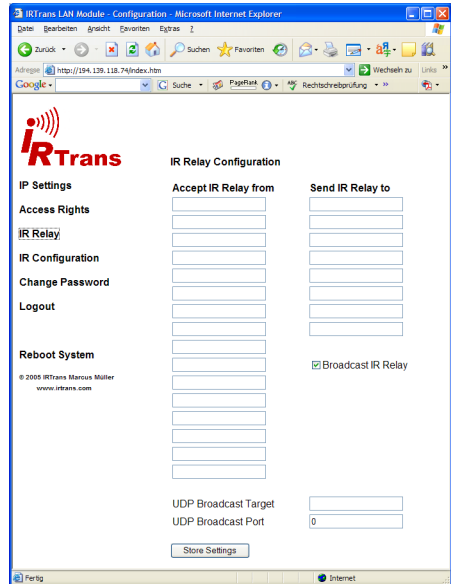 IRTrans LAN Module - Configuration - Microsoft Internet Explorer
Datei Bearbeiten Ansicht Favoriten Extras ?
Zurück Suchen Favoriten
Adresse http://194.139.118.74/index.htm Wechseln zu Links »
Google Suche PageRank ABC Rechtschreibprüfung »
iRTrans
IR Relay Configuration
IP Settings
Accept IR Relay from Send IR Relay to
Access Rights
IR Relay
IR Configuration
Change Password
Logout
Reboot System
Broadcast IR Relay
© 2005 IRTrans Marcus Müller
www.irtrans.com
UDP Broadcast Target
UDP Broadcast Port 0
Store Settings
Fertig Internet